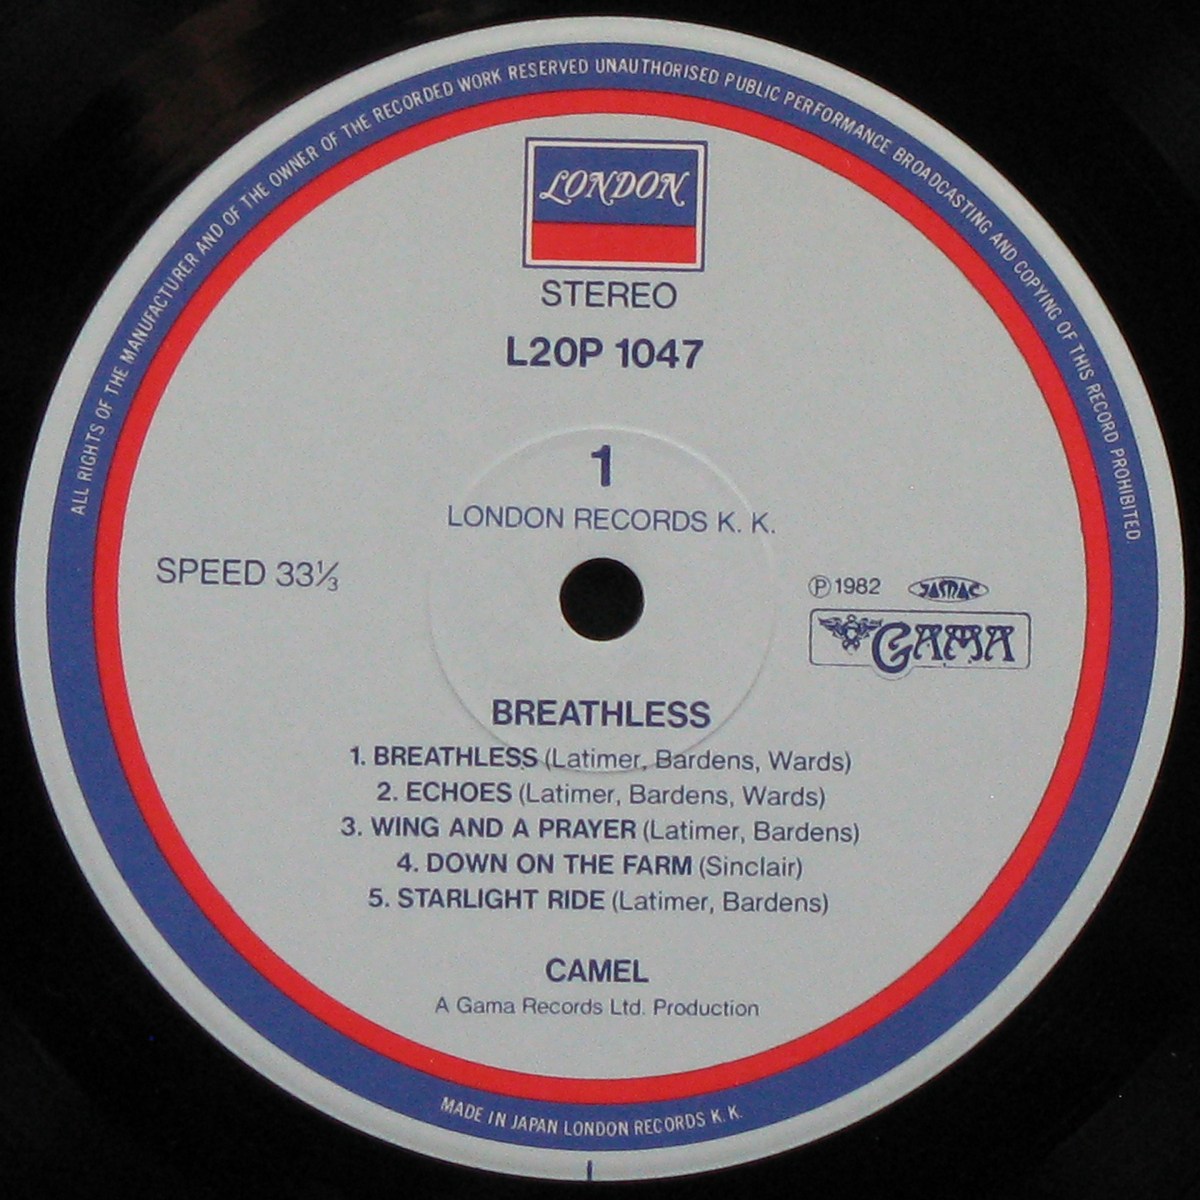 ALL RIGHTS OF THE MANUFACTURER AND OF THE OWNER OF THE RECORDED WORK RESERVED UNAUTHORISED PUBLIC PERFORMANCE BROADCASTING AND COPYING OF THIS RECORD PROHIBITED.
LONDON
STEREO
L20P 1047
1
LONDON RECORDS K. K.
SPEED 33⅓
Ⓟ 1982 JASRAC
GAMA
BREATHLESS
1. BREATHLESS (Latimer, Bardens, Wards)
2. ECHOES (Latimer, Bardens, Wards)
3. WING AND A PRAYER (Latimer, Bardens)
4. DOWN ON THE FARM (Sinclair)
5. STARLIGHT RIDE (Latimer, Bardens)
CAMEL
A Gama Records Ltd. Production
MADE IN JAPAN LONDON RECORDS K. K.